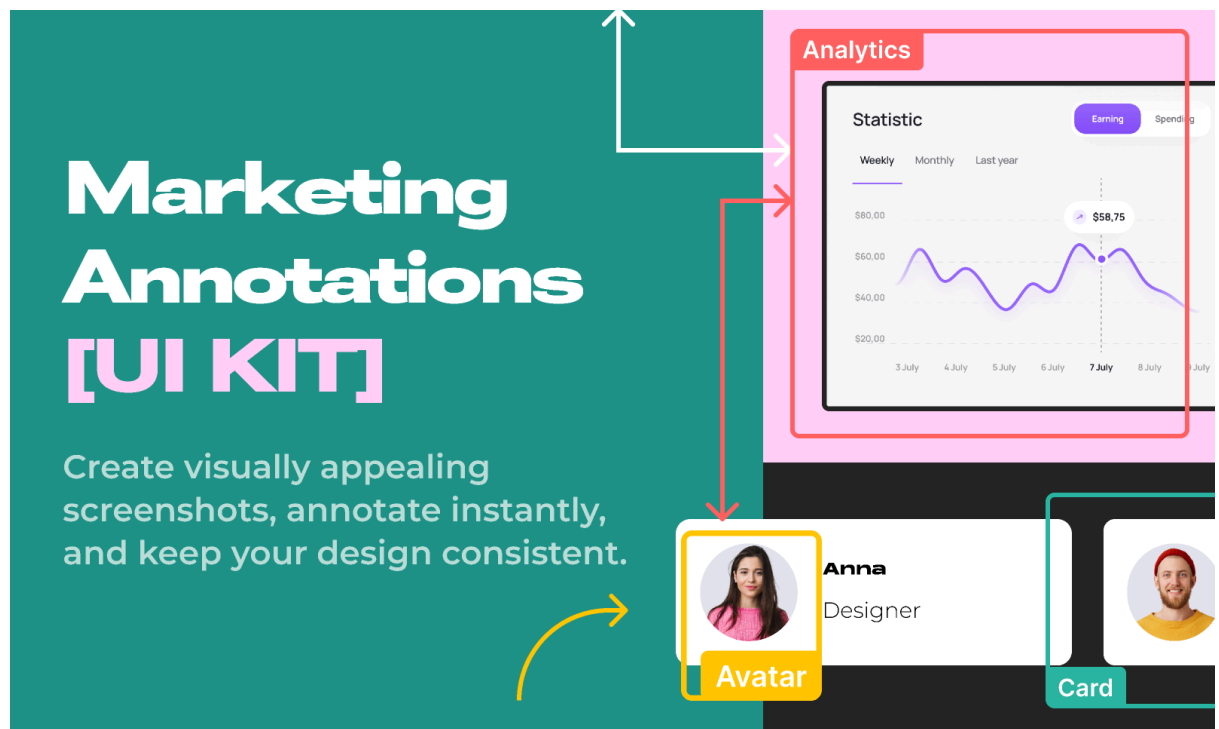 Marketing
Annotations
[UI KIT]
Create visually appealing
screenshots, annotate instantly,
and keep your design consistent.
Analytics
Statistic
Earning
Spending
Weekly
Monthly
Last year
$80,00
$58,75
$60,00
$40,00
$20,00
3 July
4 July
5 July
6 July
7 July
8 July
July
Anna
Designer
Avatar
Card